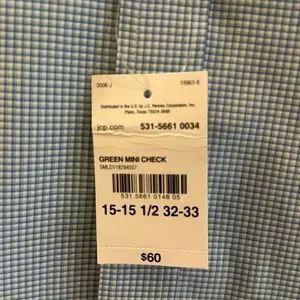 0006-J 19963-8
Distributed in the U.S. by J.C. Penney Corporation, Inc.
Plano, Texas 75024-3698
jcp.com 531-5661 0034
GREEN MINI CHECK
531 5661 0148 05
15-15 1/2 32-33
$60